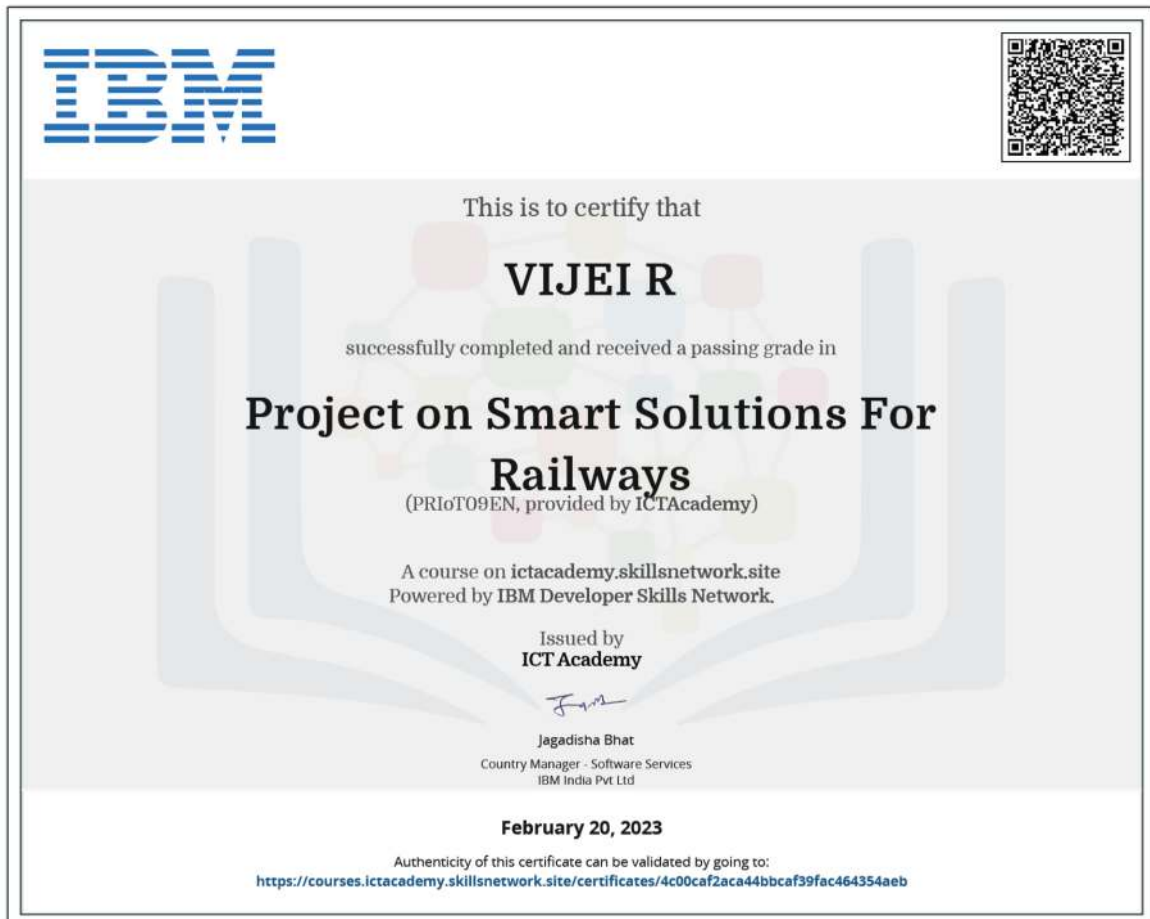 IBM
This is to certify that
VIJEI R
successfully completed and received a passing grade in
Project on Smart Solutions For
Railways
(PRIoT09EN, provided by ICTAcademy)
A course on ictacademy.skillsnetwork.site
Powered by IBM Developer Skills Network.
Issued by
ICT Academy
Jagadisha Bhat
Country Manager - Software Services
IBM India Pvt Ltd
February 20, 2023
Authenticity of this certificate can be validated by going to:
https://courses.ictacademy.skillsnetwork.site/certificates/4c00caf2aca44bbcaf39fac464354aeb